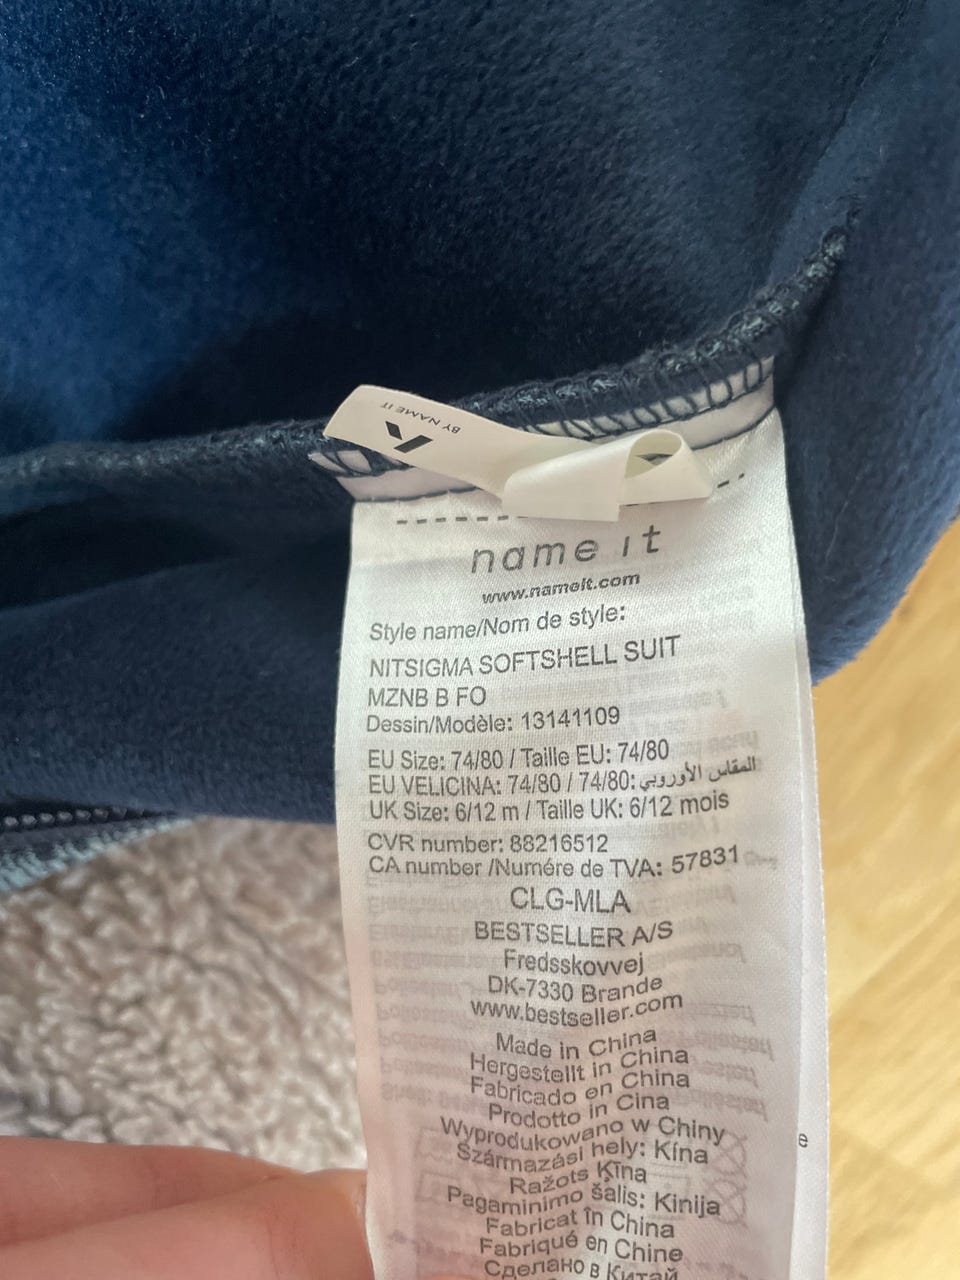 BY NAME IT
name it
www.nameit.com
Style name/Nom de style:
NITSIGMA SOFTSHELL SUIT
MZNB B FO
Dessin/Modèle: 13141109
EU Size: 74/80 / Taille EU: 74/80
EU VELICINA: 74/80 / 74/80: المقاس الأوروبي
UK Size: 6/12 m / Taille UK: 6/12 mois
CVR number: 88216512
CA number /Numére de TVA: 57831
CLG-MLA
BESTSELLER A/S
Fredsskovvej
DK-7330 Brande
www.bestseller.com
Made in China
Hergestellt in China
Fabricado en China
Prodotto in Cina
Wyprodukowano w Chiny
Származási hely: Kína
Ražots Ķīna
Pagaminimo šalis: Kinija
Fabricat în China
Fabriqué en Chine
Сделано в Китай
e